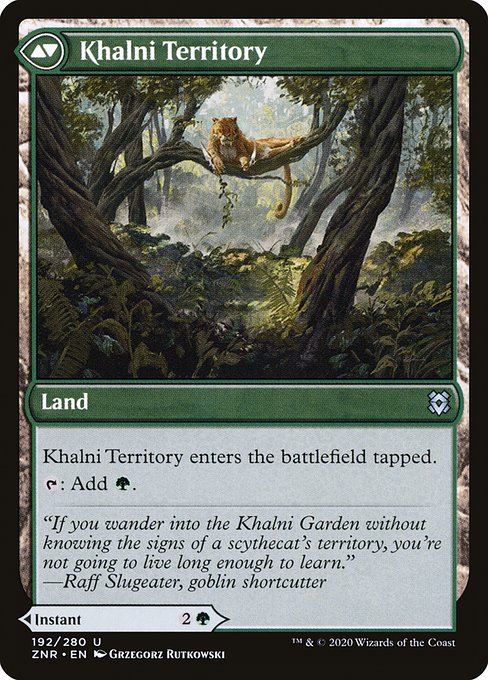 Khalni Territory
Land
Khalni Territory enters the battlefield tapped.
: Add .
“If you wander into the Khalni Garden without
knowing the signs of a scythecat’s territory, you’re
not going to live long enough to learn.”
—Raff Slugeater, goblin shortcutter
Instant 2
192/280 U
ZNR • EN Grzegorz Rutkowski
™ & © 2020 Wizards of the Coast